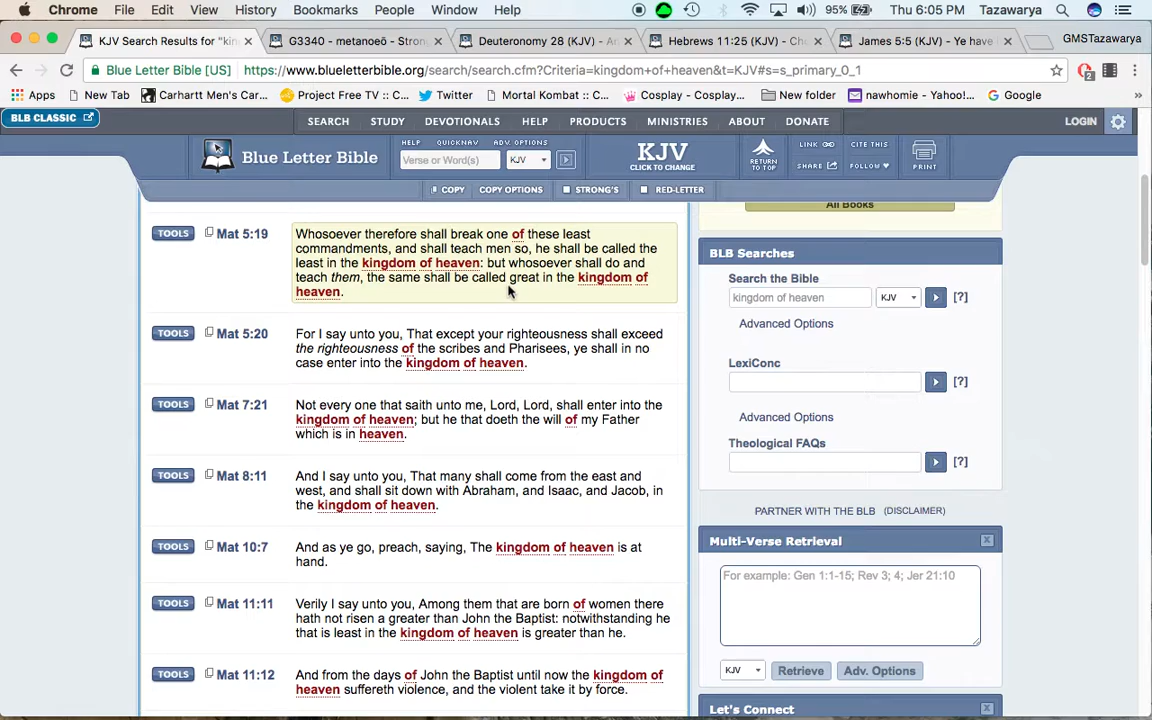 Chrome File Edit View History Bookmarks People Window Help 95% Thu 6:05 PM Tazawarya
KJV Search Results for "kin G3340 - metanoeō - Stron Deuteronomy 28 (KJV) - A Hebrews 11:25 (KJV) - Ch James 5:5 (KJV) - Ye have GMSTazawarya
Blue Letter Bible [US] https://www.blueletterbible.org/search/search.cfm?Criteria=kingdom+of+heaven&t=KJV#s=s_primary_0_1 2
Apps New Tab Carhartt Men's Car... Project Free TV :: C... Twitter Mortal Kombat :: C... Cosplay - Cosplay... New folder nawhomie - Yahoo!... Google »
BLB CLASSIC SEARCH STUDY DEVOTIONALS HELP PRODUCTS MINISTRIES ABOUT DONATE LOGIN
HELP QUICKNAV ADV. OPTIONS
Blue Letter Bible Verse or Word(s) KJV KJV CLICK TO CHANGE RETURN TO TOP LINK CITE THIS SHARE FOLLOW PRINT
COPY COPY OPTIONS STRONG'S RED-LETTER
All Books
TOOLS Mat 5:19 Whosoever therefore shall break one of these least
commandments, and shall teach men so, he shall be called the
least in the kingdom of heaven: but whosoever shall do and
teach them, the same shall be called great in the kingdom of
heaven.
TOOLS Mat 5:20 For I say unto you, That except your righteousness shall exceed
the righteousness of the scribes and Pharisees, ye shall in no
case enter into the kingdom of heaven.
TOOLS Mat 7:21 Not every one that saith unto me, Lord, Lord, shall enter into the
kingdom of heaven; but he that doeth the will of my Father
which is in heaven.
TOOLS Mat 8:11 And I say unto you, That many shall come from the east and
west, and shall sit down with Abraham, and Isaac, and Jacob, in
the kingdom of heaven.
TOOLS Mat 10:7 And as ye go, preach, saying, The kingdom of heaven is at
hand.
TOOLS Mat 11:11 Verily I say unto you, Among them that are born of women there
hath not risen a greater than John the Baptist: notwithstanding he
that is least in the kingdom of heaven is greater than he.
TOOLS Mat 11:12 And from the days of John the Baptist until now the kingdom of
heaven suffereth violence, and the violent take it by force.
BLB Searches
Search the Bible
kingdom of heaven KJV [?]
Advanced Options
LexiConc
[?]
Advanced Options
Theological FAQs
[?]
PARTNER WITH THE BLB (DISCLAIMER)
Multi-Verse Retrieval
For example: Gen 1:1-15; Rev 3; 4; Jer 21:10
KJV Retrieve Adv. Options
Let's Connect